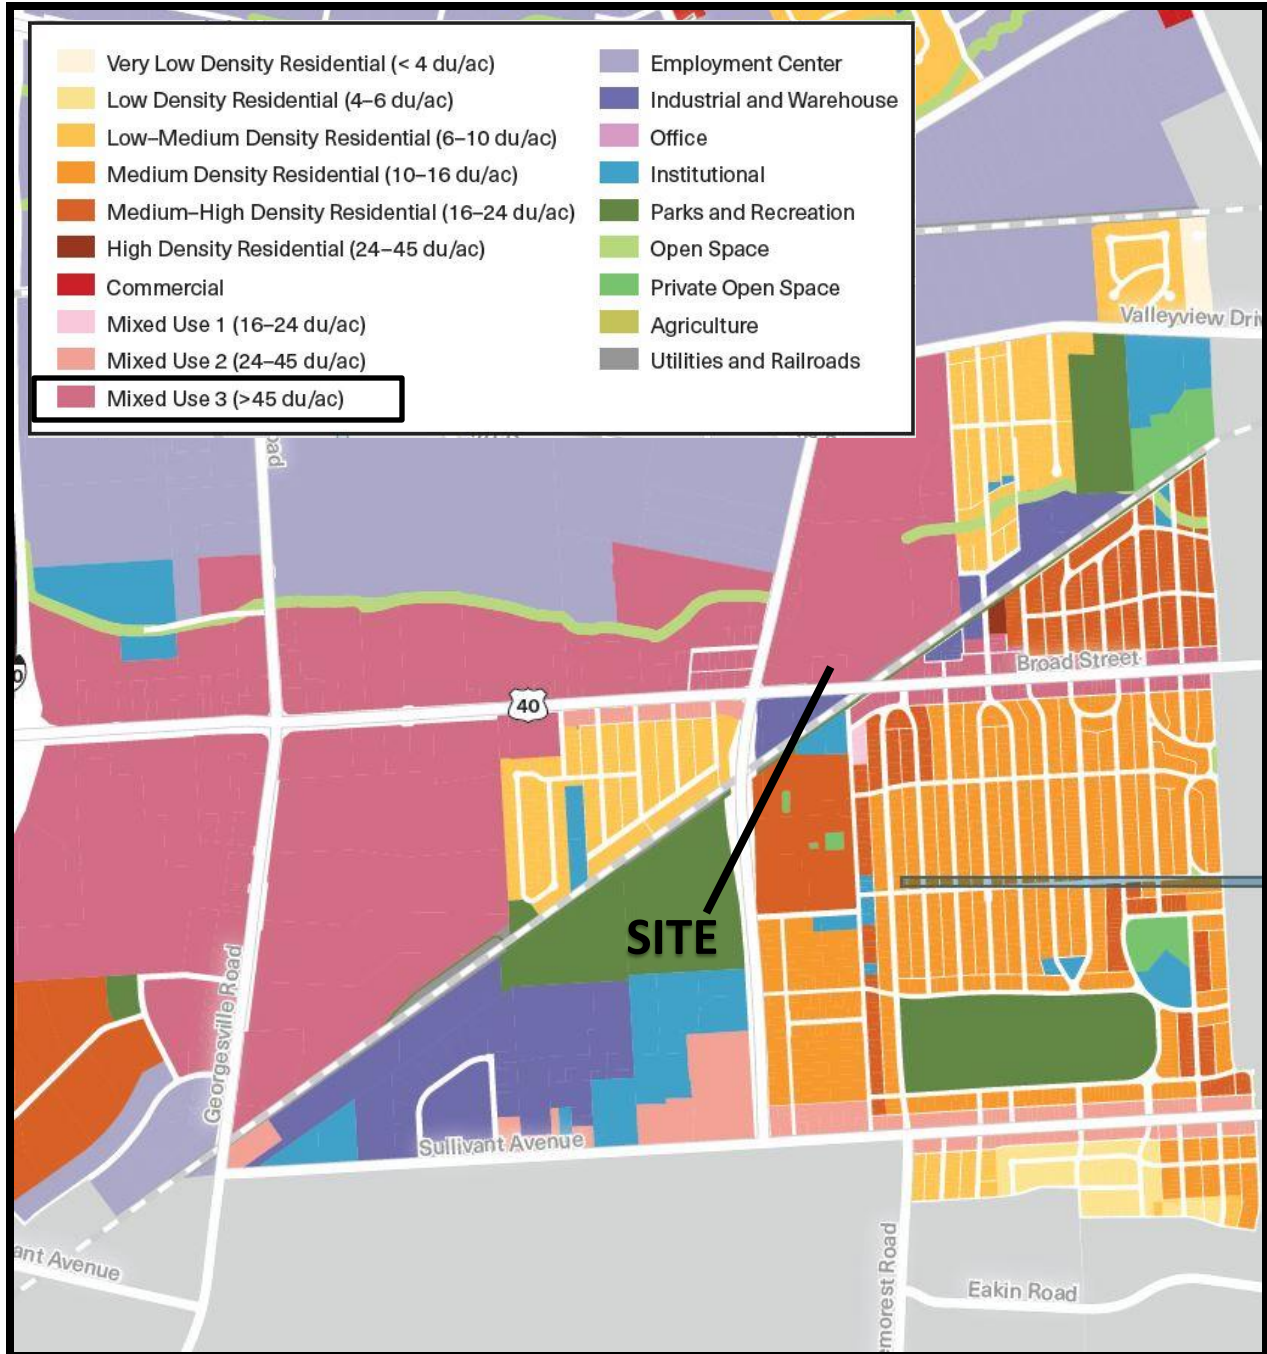 Very Low Density Residential (< 4 du/ac)
Low Density Residential (4–6 du/ac)
Low–Medium Density Residential (6–10 du/ac)
Medium Density Residential (10–16 du/ac)
Medium–High Density Residential (16–24 du/ac)
High Density Residential (24–45 du/ac)
Commercial
Mixed Use 1 (16–24 du/ac)
Mixed Use 2 (24–45 du/ac)
Mixed Use 3 (>45 du/ac)
Employment Center
Industrial and Warehouse
Office
Institutional
Parks and Recreation
Open Space
Private Open Space
Agriculture
Utilities and Railroads
Valleyview Dri
oad
Broad Street
40
0
SITE
Georgesville Road
Sullivant Avenue
ant Avenue
emorest Road
Eakin Road